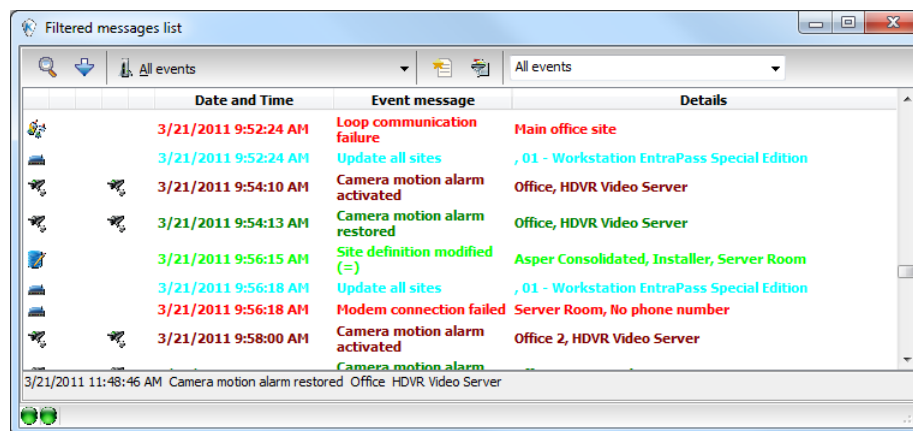 Filtered messages list
All events All events
Date and Time Event message Details
3/21/2011 9:52:24 AM Loop communication failure Main office site
3/21/2011 9:52:24 AM Update all sites , 01 - Workstation EntraPass Special Edition
3/21/2011 9:54:10 AM Camera motion alarm activated Office, HDVR Video Server
3/21/2011 9:54:13 AM Camera motion alarm restored Office, HDVR Video Server
3/21/2011 9:56:15 AM Site definition modified (=) Asper Consolidated, Installer, Server Room
3/21/2011 9:56:18 AM Update all sites , 01 - Workstation EntraPass Special Edition
3/21/2011 9:56:18 AM Modem connection failed Server Room, No phone number
3/21/2011 9:58:00 AM Camera motion alarm activated Office 2, HDVR Video Server
Camera motion alarm
3/21/2011 11:48:46 AM Camera motion alarm restored Office HDVR Video Server